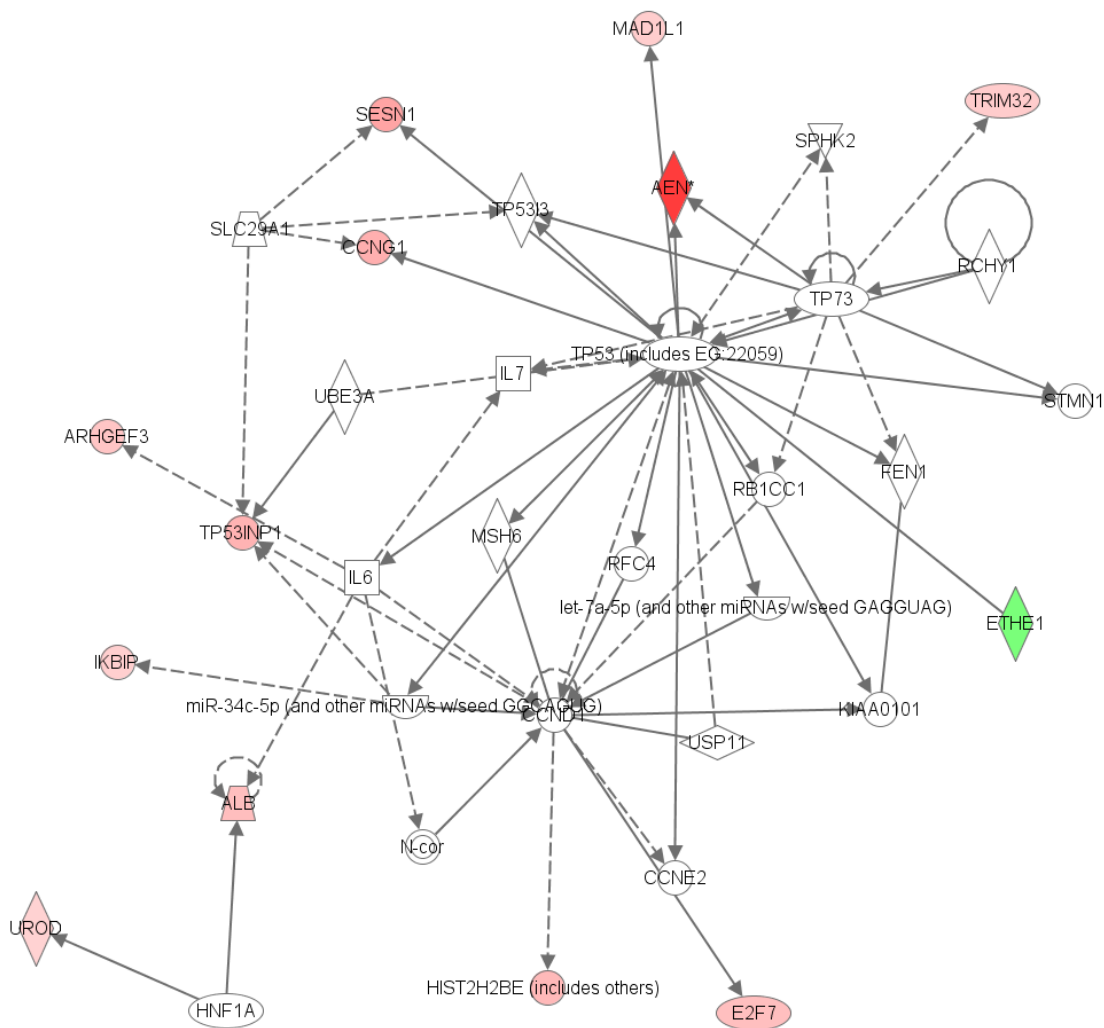 MAD1L1
TRIM32
SESN1
SPHK2
AEN*
TP53I3
SLC29A1
CCNG1
RCHY1
TP73
TP53 (includes EG:22059)
IL7
UBE3A
STMN1
ARHGEF3
FEN1
RB1CC1
TP53INP1
MSH6
RFC4
IL6
let-7a-5p (and other miRNAs w/seed GAGGUAG)
ETHE1
IKBIP
miR-34c-5p (and other miRNAs w/seed GGCAGUG)
CCND1
KIAA0101
USP11
ALB
N-cor
CCNE2
UROD
HIST2H2BE (includes others)
HNF1A
E2F7